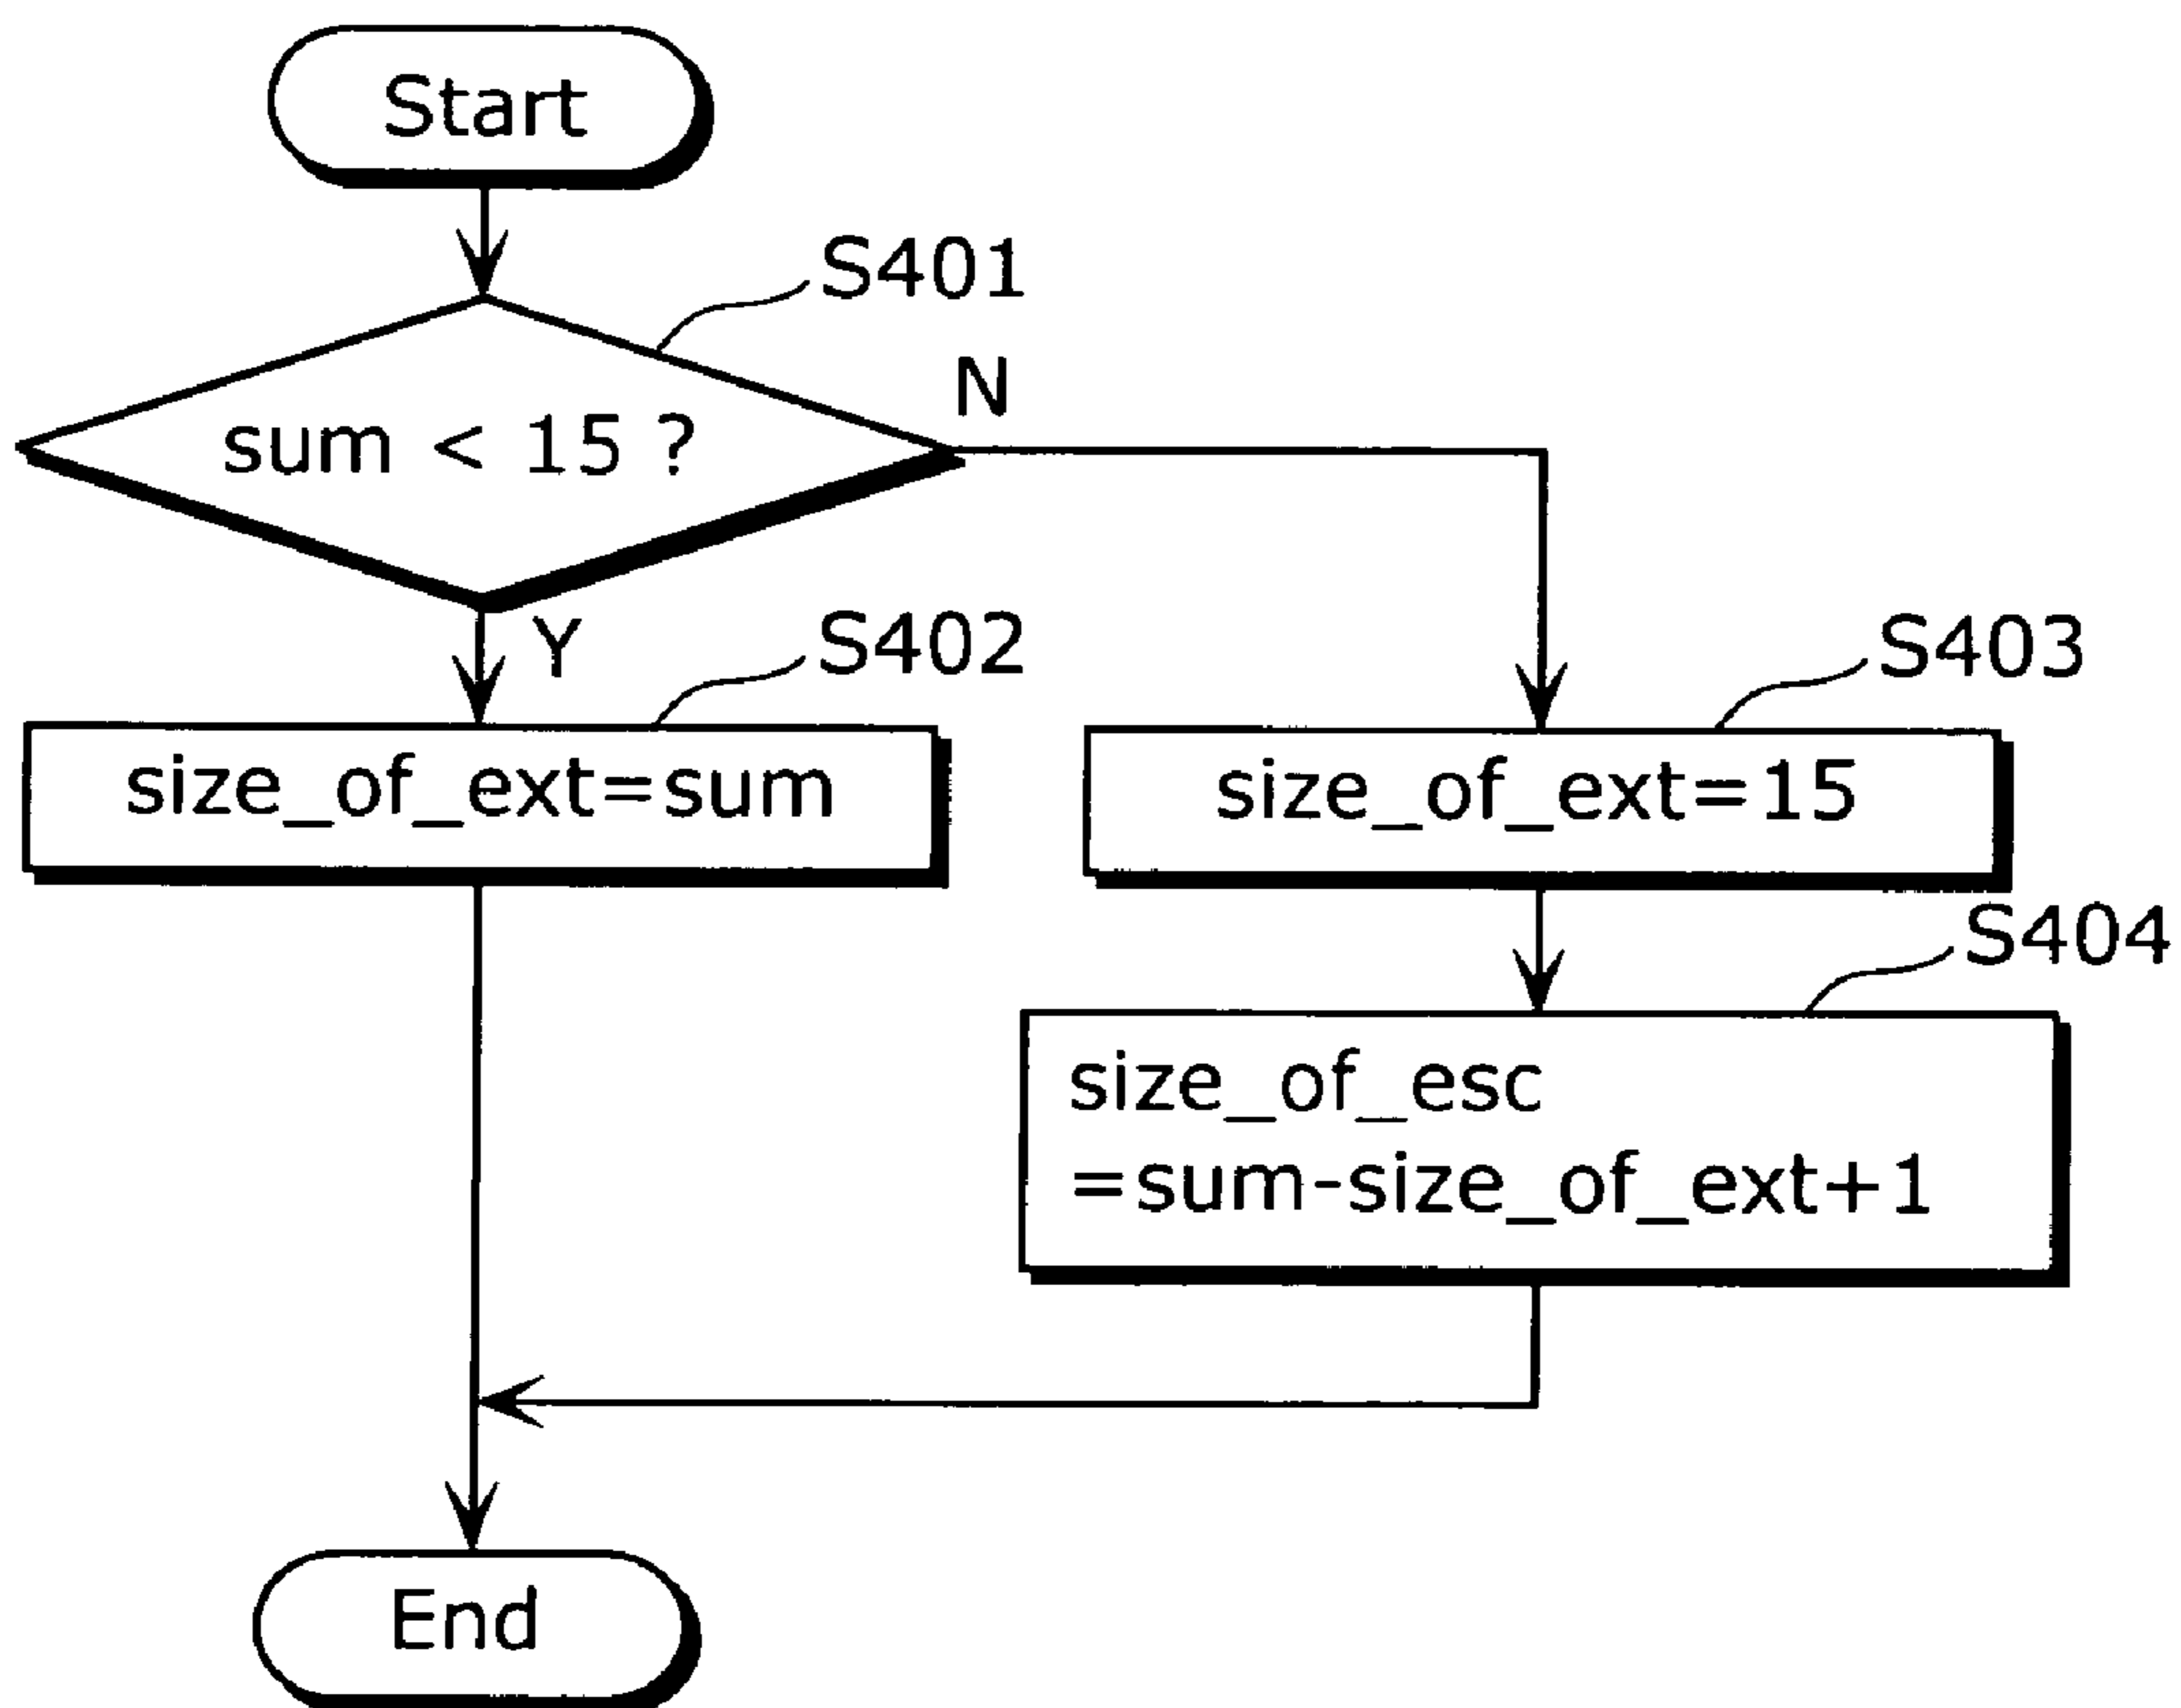 Start
S401
sum < 15 ?
N
Y
S402
size_of_ext=sum
S403
size_of_ext=15
S404
size_of_esc
=sum-size_of_ext+1
End